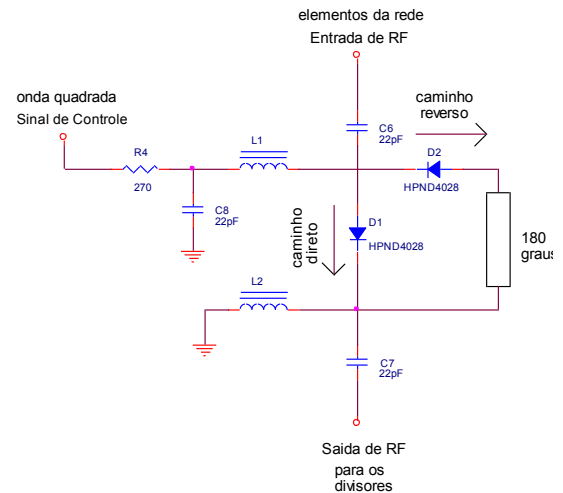 elementos da rede
Entrada de RF
onda quadrada
Sinal de Controle
caminho
reverso
C6
22pF
L1
R4
270
D2
HPND4028
C8
22pF
D1
HPND4028
caminho
direto
180
graus
L2
C7
22pF
Saida de RF
para os
divisores